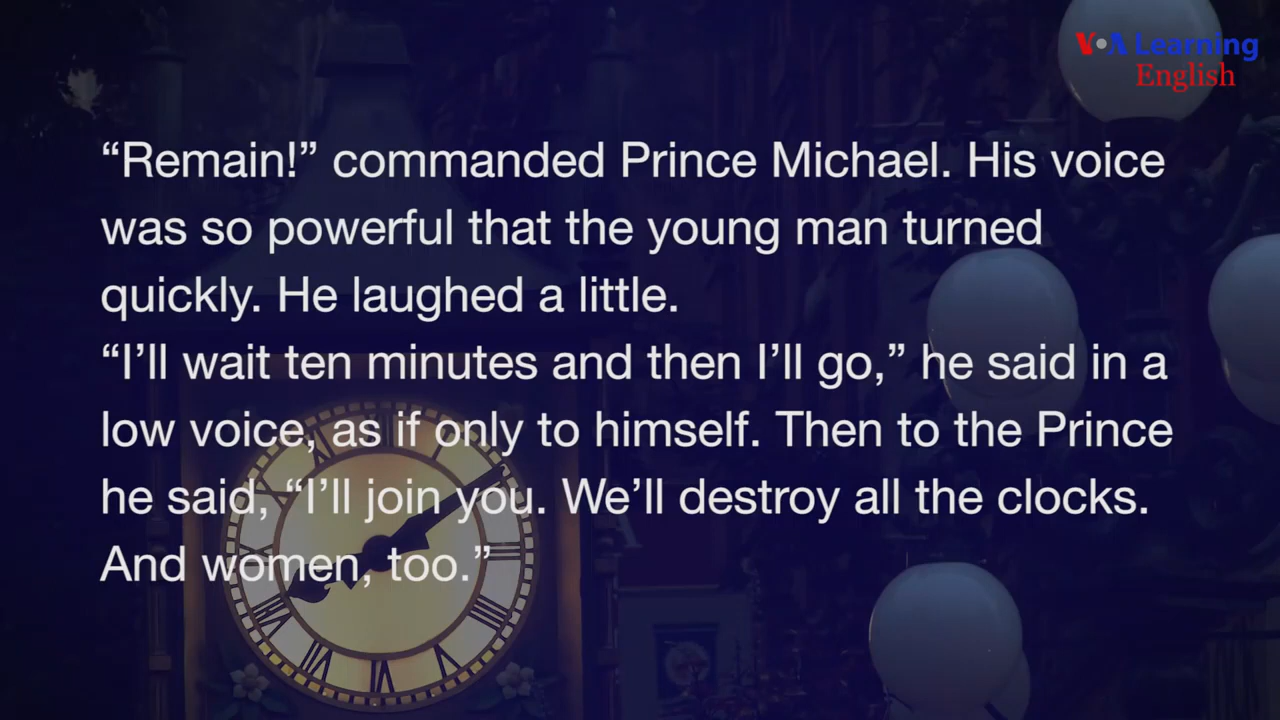 VOA Learning
English
“Remain!” commanded Prince Michael. His voice
was so powerful that the young man turned
quickly. He laughed a little.
“I’ll wait ten minutes and then I’ll go,” he said in a
low voice, as if only to himself. Then to the Prince
he said, “I’ll join you. We’ll destroy all the clocks.
And women, too.”